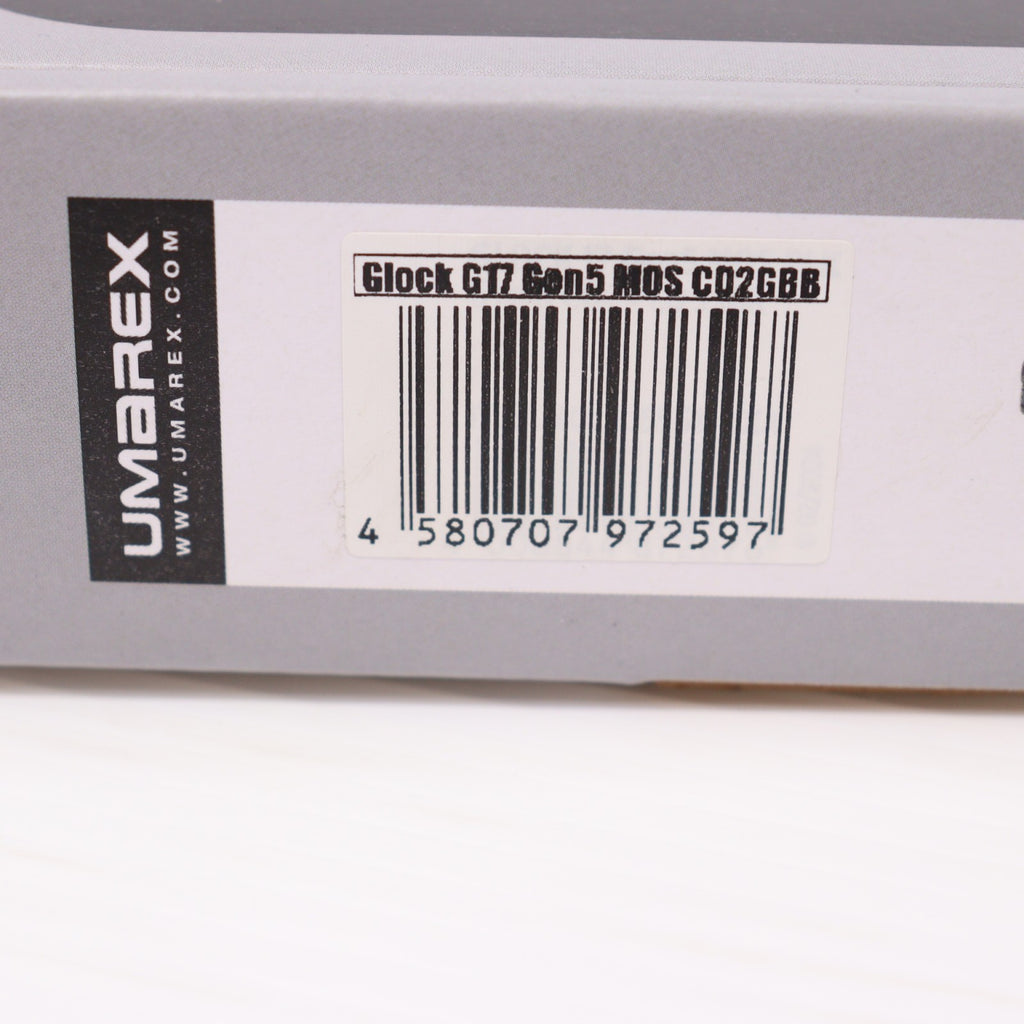 UMAREX
WWW.UMAREX.COM
Glock G17 Gen5 MOS CO2GBB
4 580707 972597